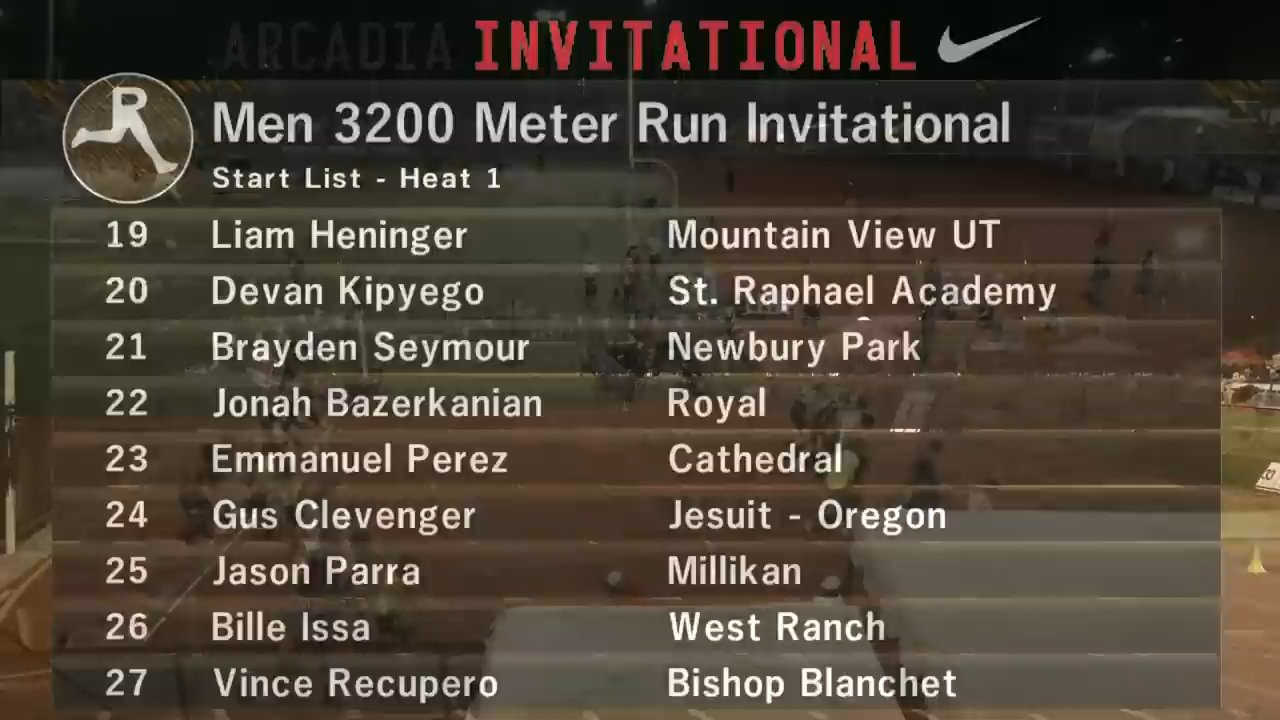 ARCADIA INVITATIONAL
R
Men 3200 Meter Run Invitational
Start List - Heat 1
19 Liam Heninger Mountain View UT
20 Devan Kipyego St. Raphael Academy
21 Brayden Seymour Newbury Park
22 Jonah Bazerkanian Royal
23 Emmanuel Perez Cathedral
24 Gus Clevenger Jesuit - Oregon
25 Jason Parra Millikan
26 Bille Issa West Ranch
27 Vince Recupero Bishop Blanchet